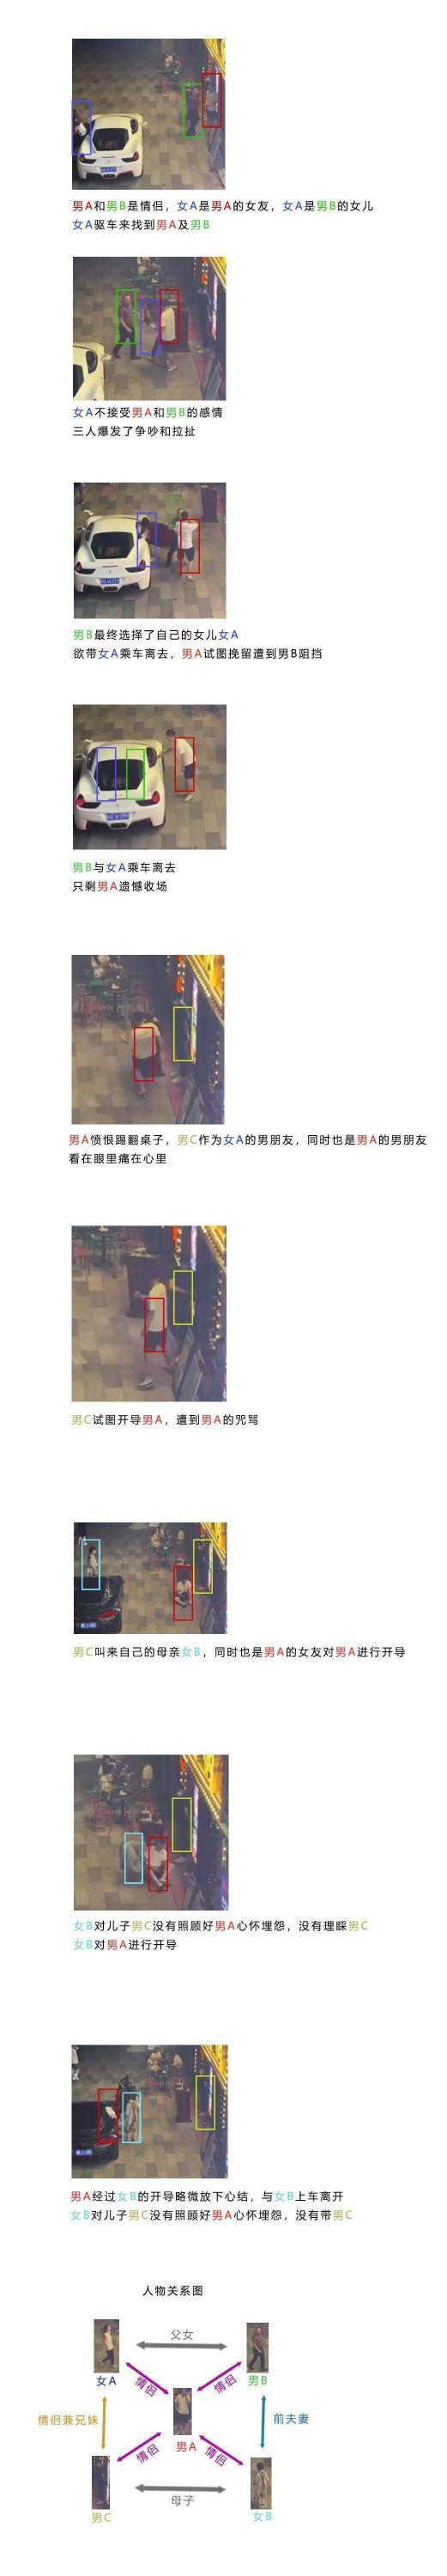 男A和男B是情侣，女A是男A的女友，女A是男B的女儿
女A驱车来找到男A及男B
女A不接受男A和男B的感情
三人爆发了争吵和拉扯
男B最终选择了自己的女儿女A
欲带女A乘车离去，男A试图挽留遭到男B阻挡
男B与女A乘车离去
只剩男A遗憾收场
男A愤恨踢翻桌子，男C作为女A的男朋友，同时也是男A的男朋友
看在眼里痛在心里
男C试图开导男A，遭到男A的咒骂
男C叫来自己的母亲女B，同时也是男A的女友对男A进行开导
女B对儿子男C没有照顾好男A心怀埋怨，没有理睬男C
女B对男A进行开导
男A经过女B的开导略微放下心结，与女B上车离开
女B对儿子男C没有照顾好男A心怀埋怨，没有带男C
人物关系图
父女
女A
男B
情侣
情侣
情侣兼兄妹
男A
前夫妻
情侣
情侣
母子
男C
女B